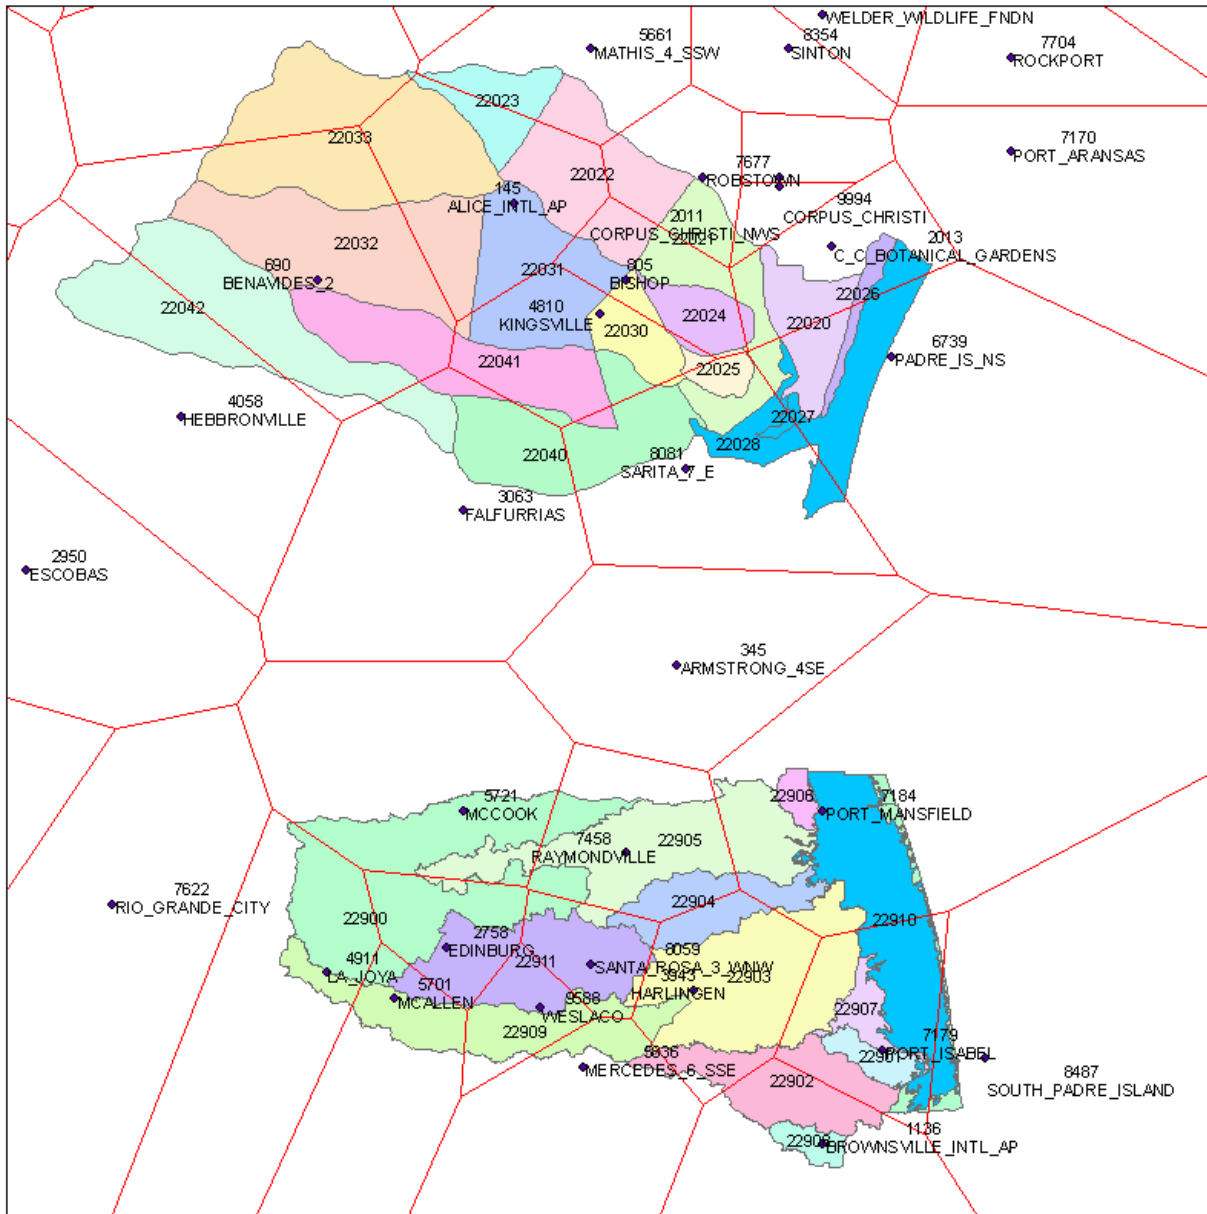 WELDER_WILDLIFE_FNDN
5661
MATHIS_4_SSW
8354
SINTON
7704
ROCKPORT
22023
22033
7170
PORT_ARANSAS
7677
ROBSTOWN
22022
145
ALICE_INTL_AP
9994
CORPUS_CHRISTI
2011
CORPUS_CHRISTI_NWS
22021
22032
2013
C_C_BOTANICAL_GARDENS
22031
690
BENAVIDES_2
805
BISHOP
22026
22042
4810
KINGSVILLE
22030
22024
22020
6739
PADRE_IS_NS
22041
22025
4058
HEBBRONVILLE
22027
22028
22040
8081
SARITA_7_E
3063
FALFURRIAS
2950
ESCOBAS
345
ARMSTRONG_4SE
5721
MCCOOK
22906
7184
PORT_MANSFIELD
7458
RAYMONDVILLE
22905
7622
RIO_GRANDE_CITY
22904
22900
22910
2758
EDINBURG
4911
LA_JOYA
22911
8059
SANTA_ROSA_3_WNW
5701
MCALLEN
3943
HARLINGEN
22903
9588
WESLACO
22907
22909
7179
PORT_ISABEL
22901
5836
MERCEDES_6_SSE
22902
8487
SOUTH_PADRE_ISLAND
1136
BROWNSVILLE_INTL_AP